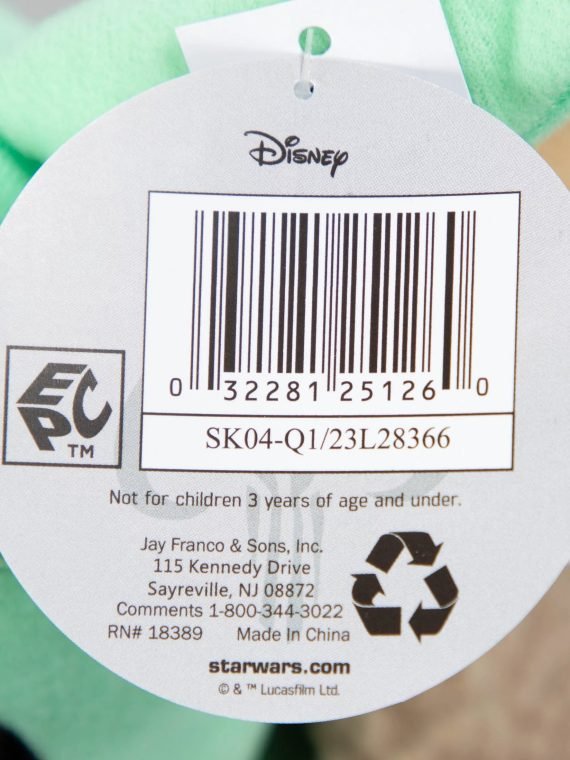 Disney
0 32281 25126 0
SK04-Q1/23L28366
EPC
TM
Not for children 3 years of age and under.
Jay Franco & Sons, Inc.
115 Kennedy Drive
Sayreville, NJ 08872
Comments 1-800-344-3022
RN# 18389 Made In China
starwars.com
© & ™ Lucasfilm Ltd.